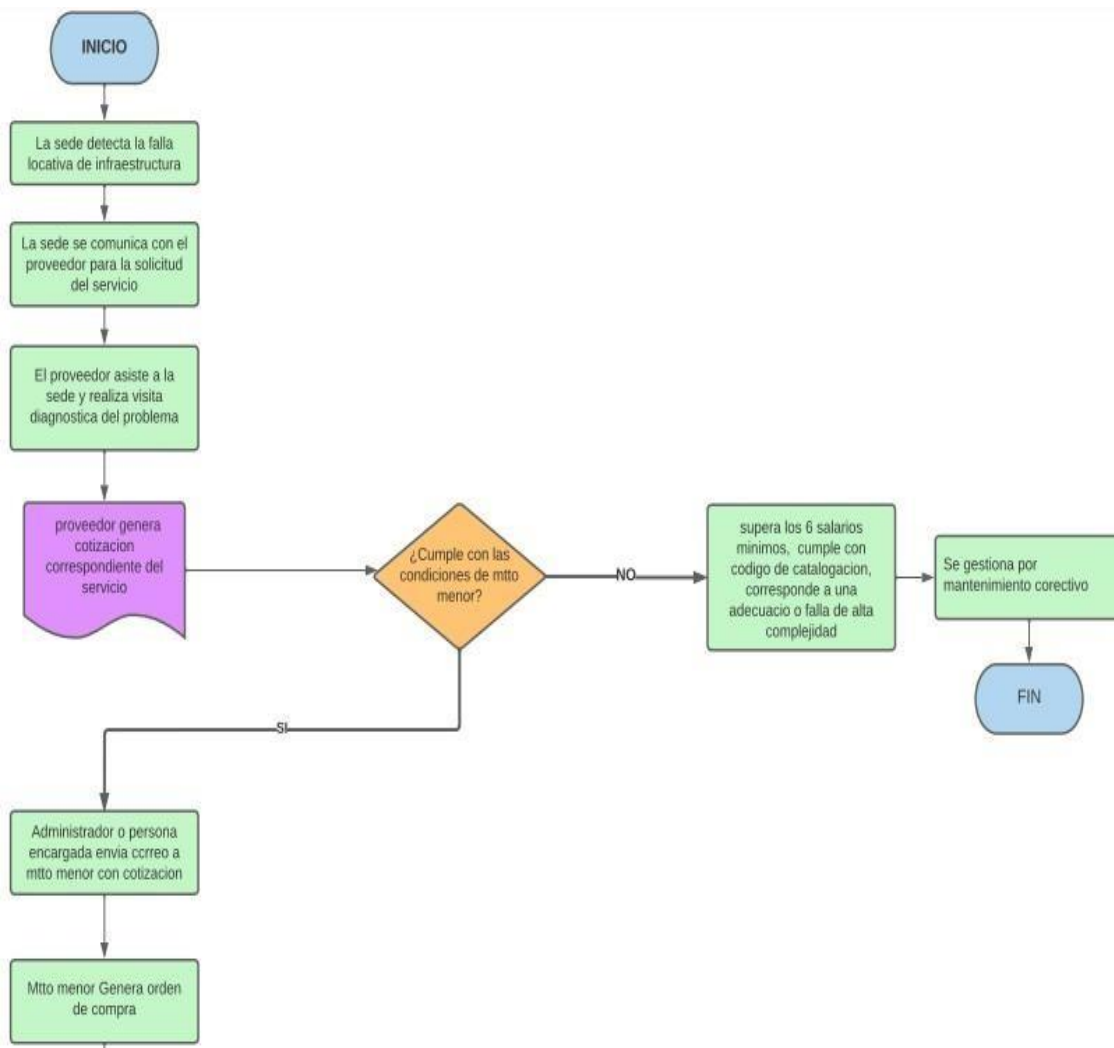 INICIO
La sede detecta la falla
locativa de infraestructura
La sede se comunica con el
proveedor para la solicitud
del servicio
El proveedor asiste a la
sede y realiza visita
diagnostica del problema
proveedor genera
cotizacion
correspondiente del
servicio
¿Cumple con las
condiciones de mtto
menor?
NO
supera los 6 salarios
minimos, cumple con
código de catalogacion,
corresponde a una
adecuacio o falla de alta
complejidad
Se gestiona por
mantenimiento corectivo
FIN
SI
Administrador o persona
encargada envia ccrreo a
mtto menor con cotizacion
Mtto menor Genera orden
de compra